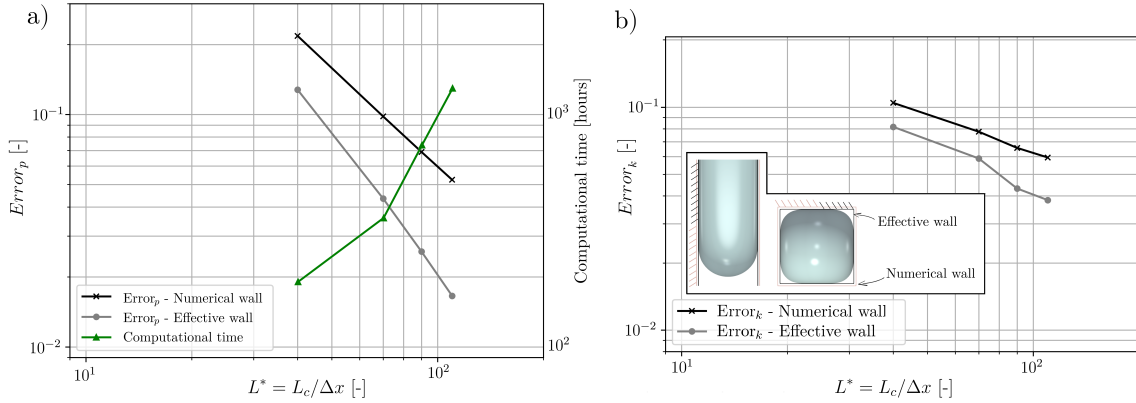 a)
10^{-1}
10^{-2}
Error_p [-]
10^3
10^2
Computational time [hours]
Error_p - Numerical wall
Error_p - Effective wall
Computational time
10^1
10^2
L^* = L_c/Δx [-]
b)
10^{-1}
10^{-2}
Error_k [-]
Effective wall
Numerical wall
Error_k - Numerical wall
Error_k - Effective wall
10^1
10^2
L^* = L_c/Δx [-]